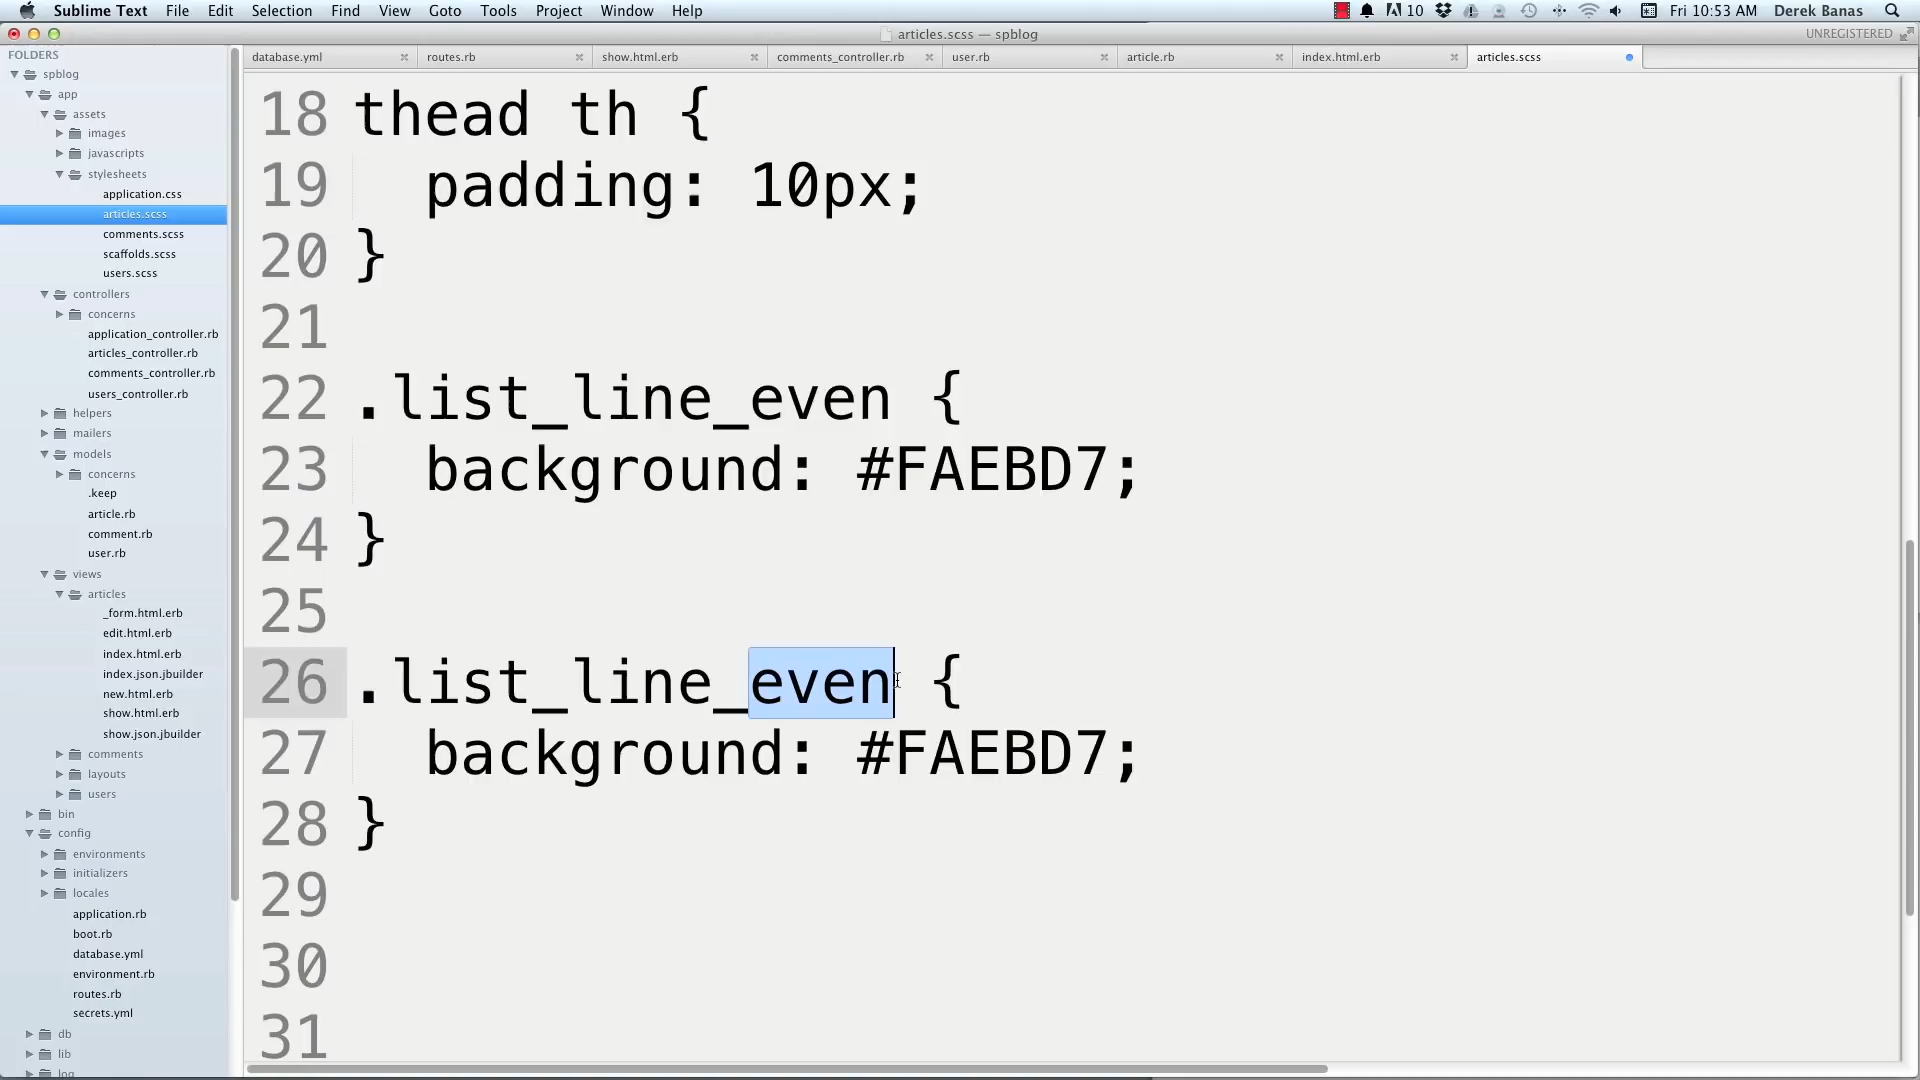 Sublime Text File Edit Selection Find View Goto Tools Project Window Help 10 Fri 10:53 AM Derek Banas
articles.scss — spblog
UNREGISTERED
FOLDERS
spblog
app
assets
images
javascripts
stylesheets
application.css
articles.scss
comments.scss
scaffolds.scss
users.scss
controllers
concerns
application_controller.rb
articles_controller.rb
comments_controller.rb
users_controller.rb
helpers
mailers
models
concerns
.keep
article.rb
comment.rb
user.rb
views
articles
_form.html.erb
edit.html.erb
index.html.erb
index.json.jbuilder
new.html.erb
show.html.erb
show.json.jbuilder
comments
layouts
users
bin
config
environments
initializers
locales
application.rb
boot.rb
database.yml
environment.rb
routes.rb
secrets.yml
db
lib
log
database.yml routes.rb show.html.erb comments_controller.rb user.rb article.rb index.html.erb articles.scss
18 thead th {
19 padding: 10px;
20 }
21
22 .list_line_even {
23 background: #FAEBD7;
24 }
25
26 .list_line_even {
27 background: #FAEBD7;
28 }
29
30
31